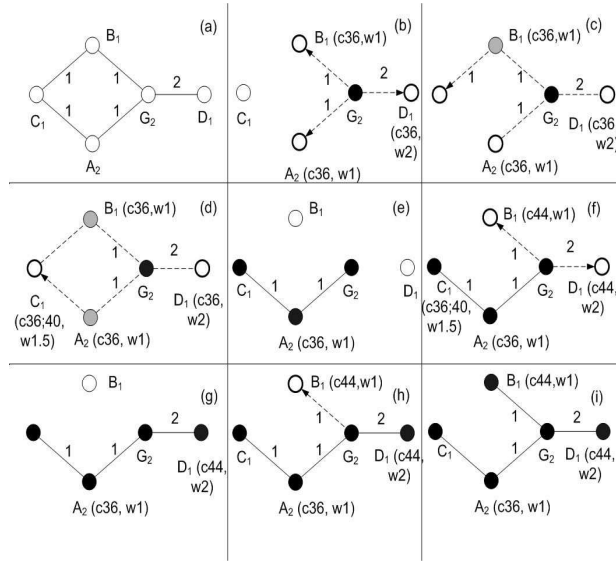 (a)
B1
1
1
2
C1
1
1
G2
D1
A2
(b)
B1 (c36,w1)
1
2
C1
1
G2
D1
(c36,
w2)
A2 (c36, w1)
(c)
B1 (c36,w1)
1
1
2
1
G2
D1 (c36
w2)
A2 (c36, w1)
(d)
B1 (c36,w1)
1
2
1
G2
C1
(c36;40,
w1.5)
D1 (c36,
w2)
A2 (c36, w1)
(e)
B1
C1
1
1
G2
D1
A2 (c36, w1)
(f)
B1 (c44,w1)
1
2
C1
(c36;40,
w1.5)
1
1
G2
D1 (c44,
w2)
A2 (c36, w1)
(g)
B1
2
1
1
G2
D1 (c44,
w2)
A2 (c36, w1)
(h)
B1 (c44,w1)
1
2
C1
1
1
G2
D1 (c44,
w2)
A2 (c36, w1)
(i)
B1 (c44,w1)
1
2
C1
1
1
G2
D1 (c44,
w2)
A2 (c36, w1)